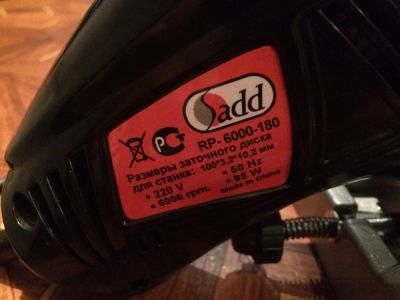 Sadd
RP-6000-180
Размеры заточного диска
для станка: 100*3,2*10,2 мм
• 220 V • 50 Hz
• 6000 rpm. • 85 W
Made in China